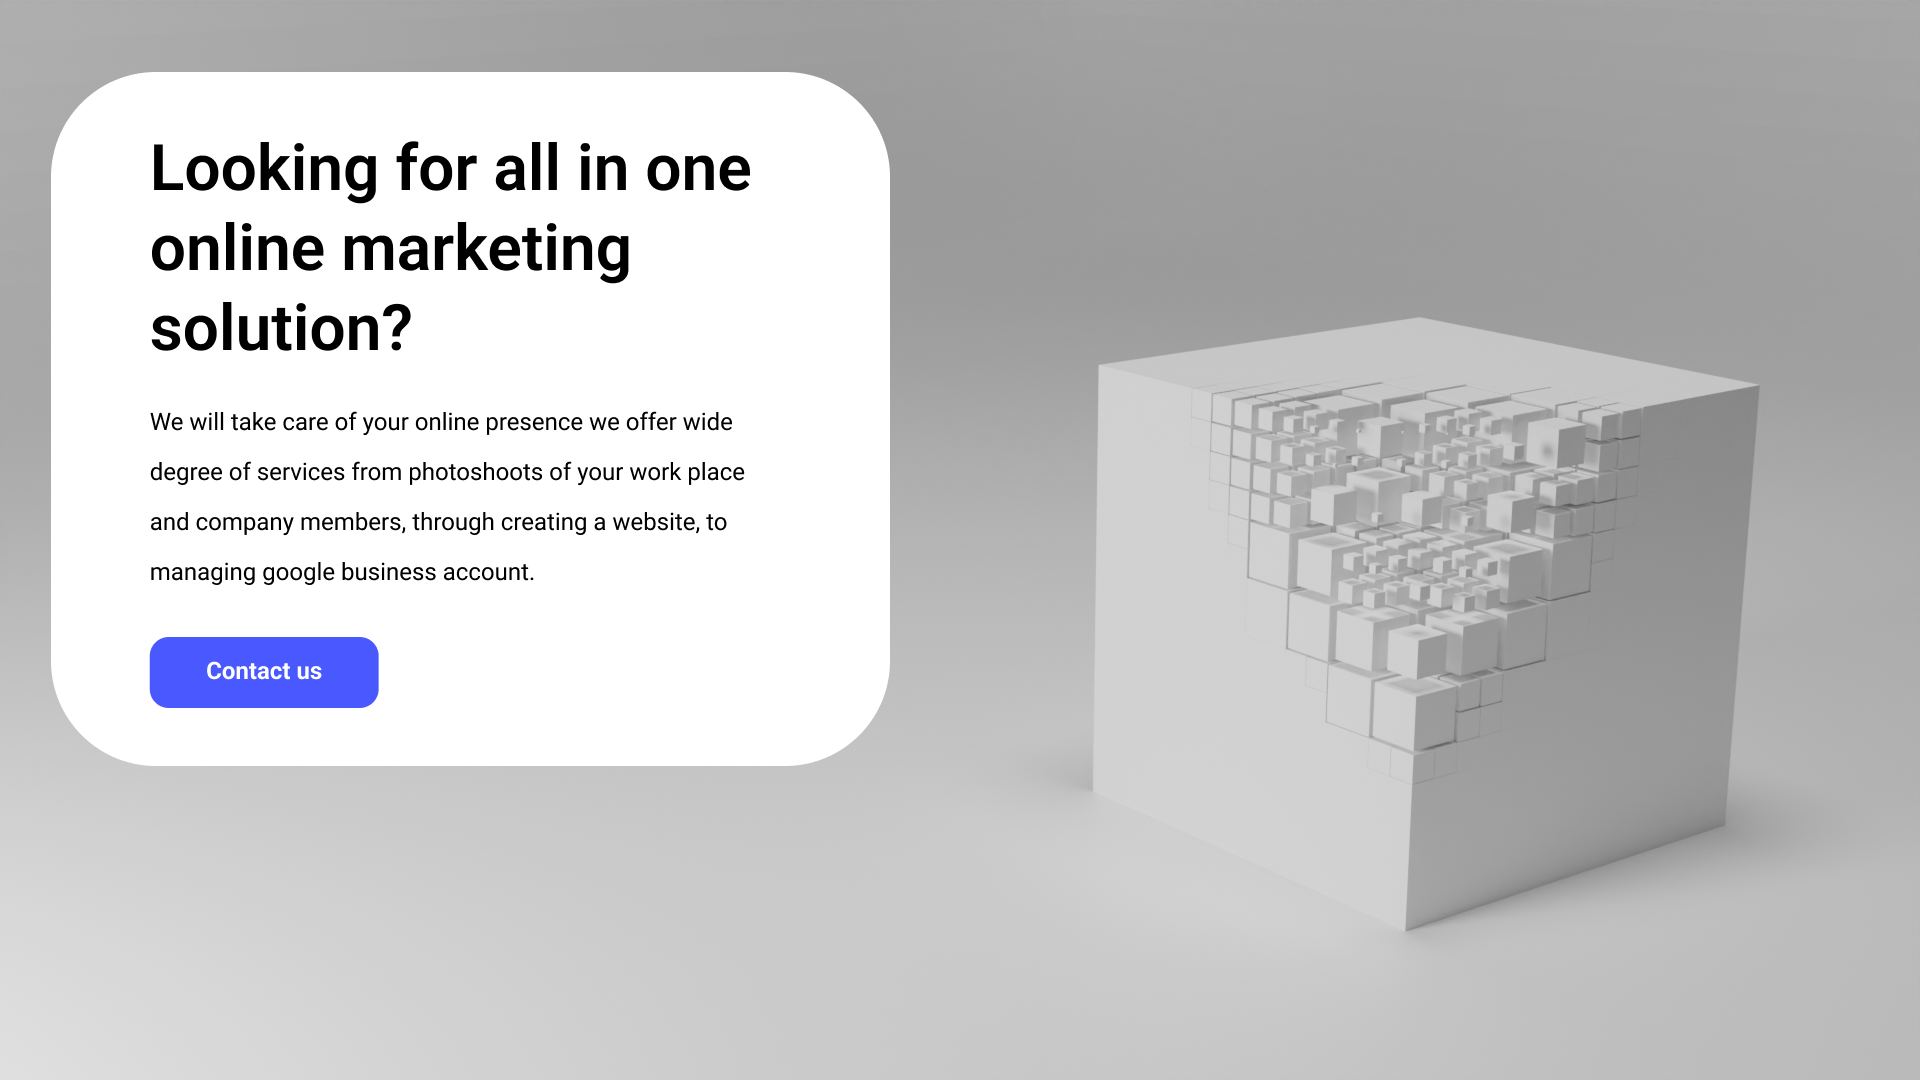 Looking for all in one
online marketing
solution?
We will take care of your online presence we offer wide
degree of services from photoshoots of your work place
and company members, through creating a website, to
managing google business account.
Contact us